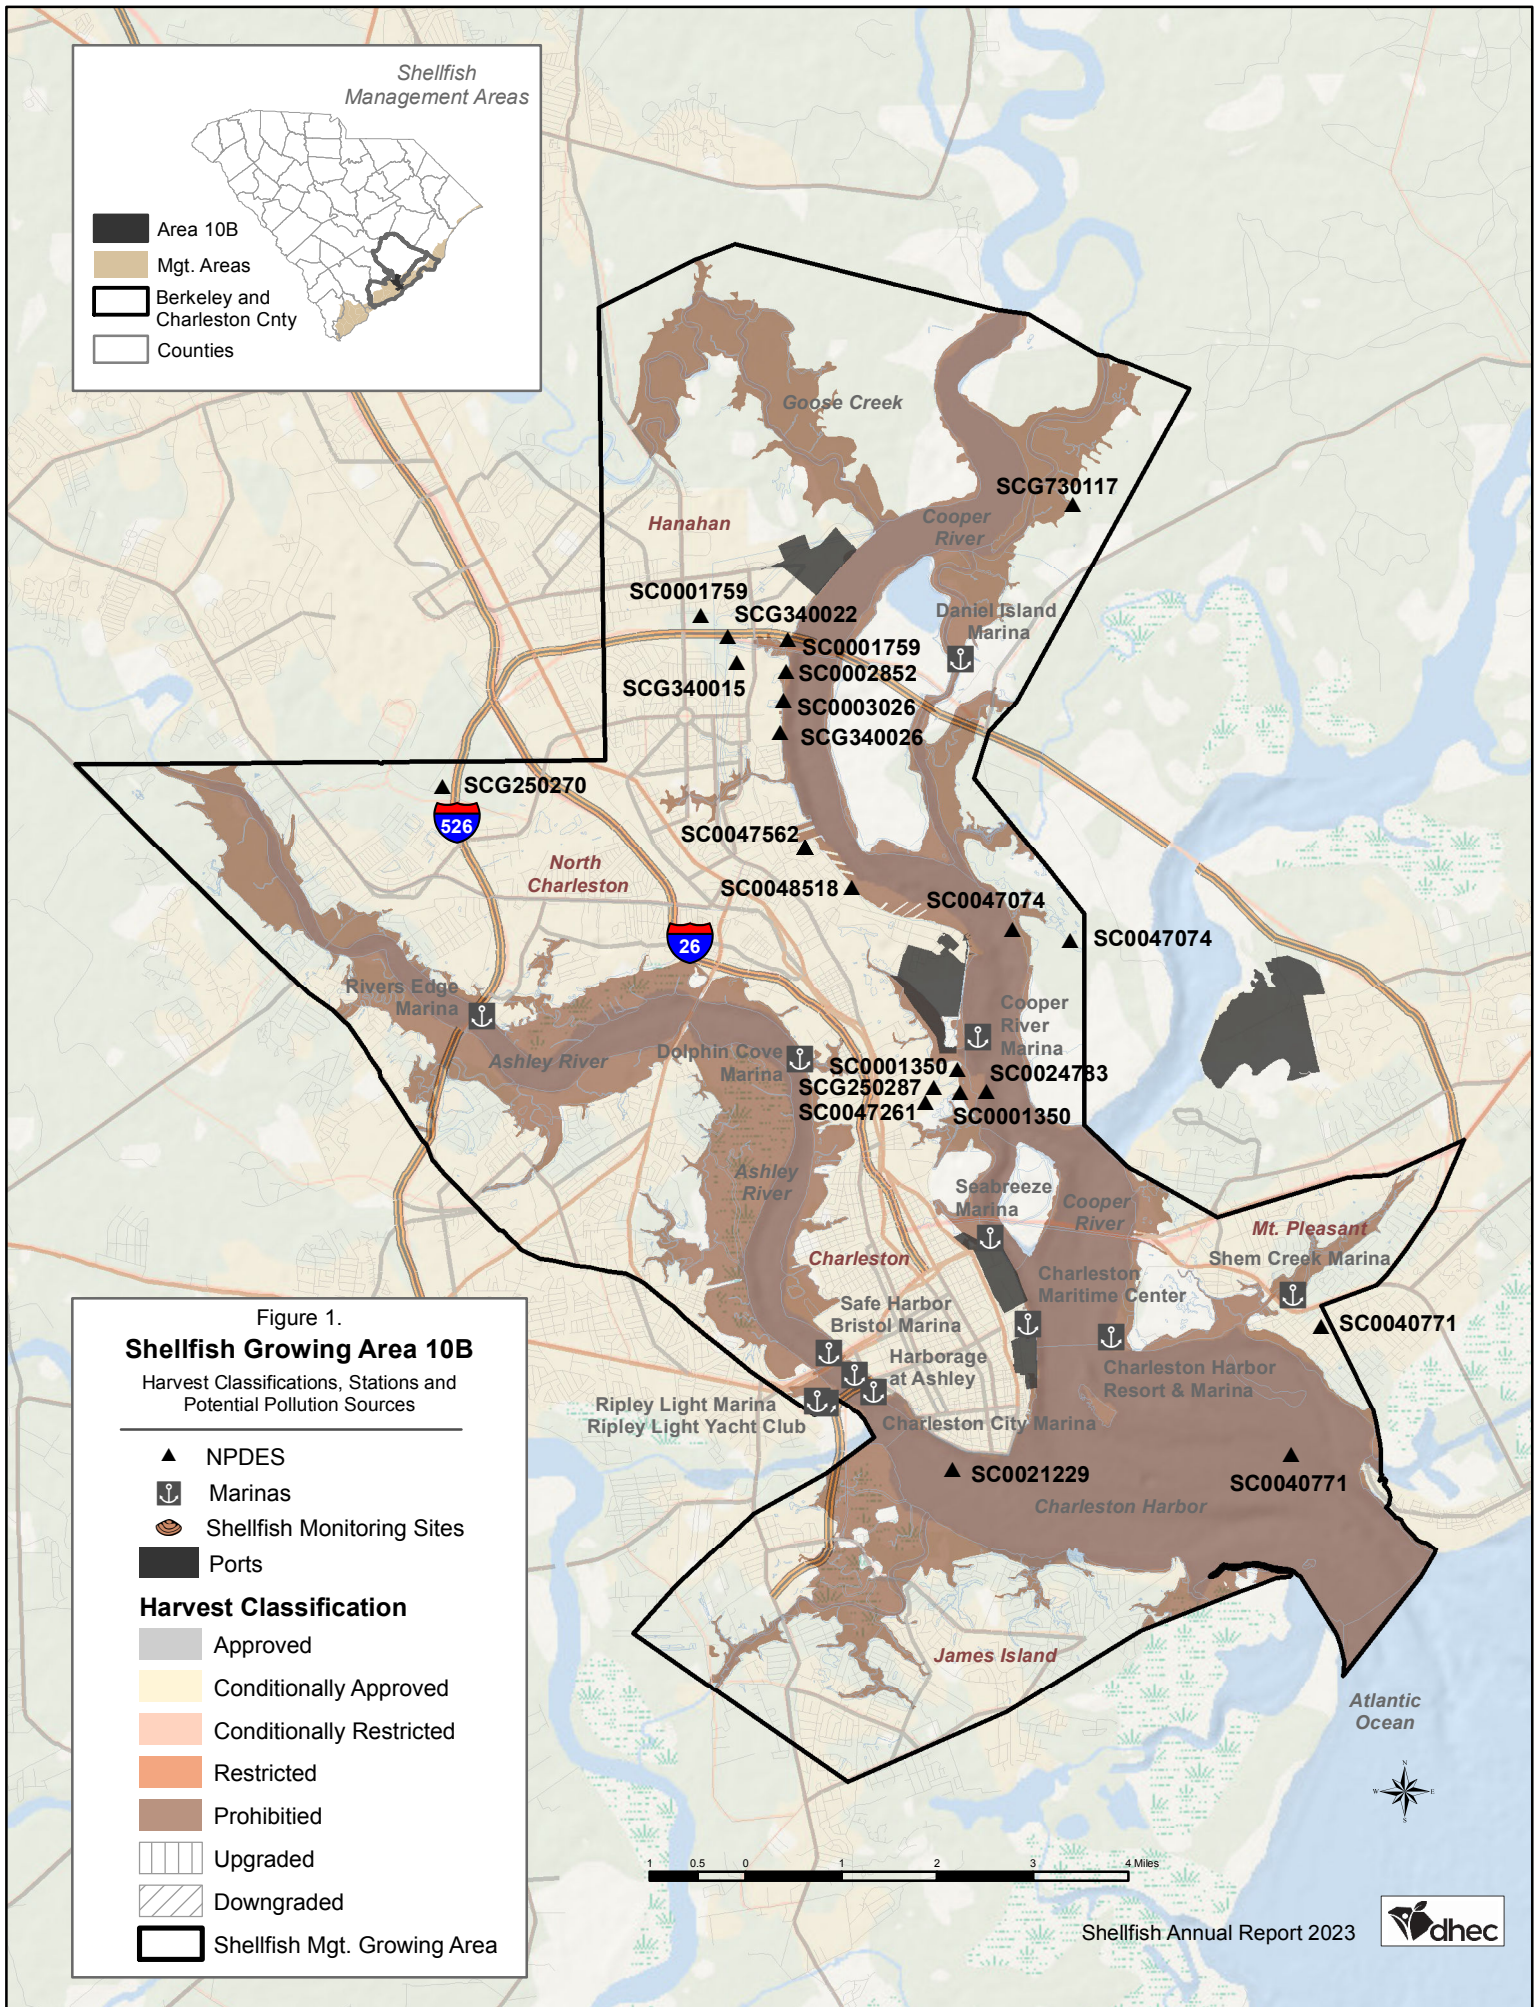 Shellfish
Management Areas
Area 10B
Mgt. Areas
Berkeley and
Charleston Cnty
Counties
Goose Creek
SCG730117
Cooper
River
Hanahan
SC0001759
SCG340022
Daniel Island
Marina
SC0001759
SC0002852
SCG340015
SC0003026
SCG340026
SCG250270
526
SC0047562
North
Charleston
SC0048518
SC0047074
SC0047074
26
Rivers Edge
Marina
Cooper
River
Marina
Ashley River
Dolphin Cove
Marina
SC0001350
SC0024783
SCG250287
SC0047261
SC0001350
Ashley
River
Seabreeze
Marina
Cooper
River
Mt. Pleasant
Shem Creek Marina
Charleston
Charleston
Maritime Center
Safe Harbor
Bristol Marina
SC0040771
Harborage
at Ashley
Charleston Harbor
Resort & Marina
Ripley Light Marina
Ripley Light Yacht Club
Charleston City Marina
SC0021229
SC0040771
Charleston Harbor
James Island
Atlantic
Ocean
Figure 1.
Shellfish Growing Area 10B
Harvest Classifications, Stations and
Potential Pollution Sources
NPDES
Marinas
Shellfish Monitoring Sites
Ports
Harvest Classification
Approved
Conditionally Approved
Conditionally Restricted
Restricted
Prohibitied
Upgraded
Downgraded
Shellfish Mgt. Growing Area
N
W E
S
1 0.5 0 1 2 3 4 Miles
Shellfish Annual Report 2023
dhec